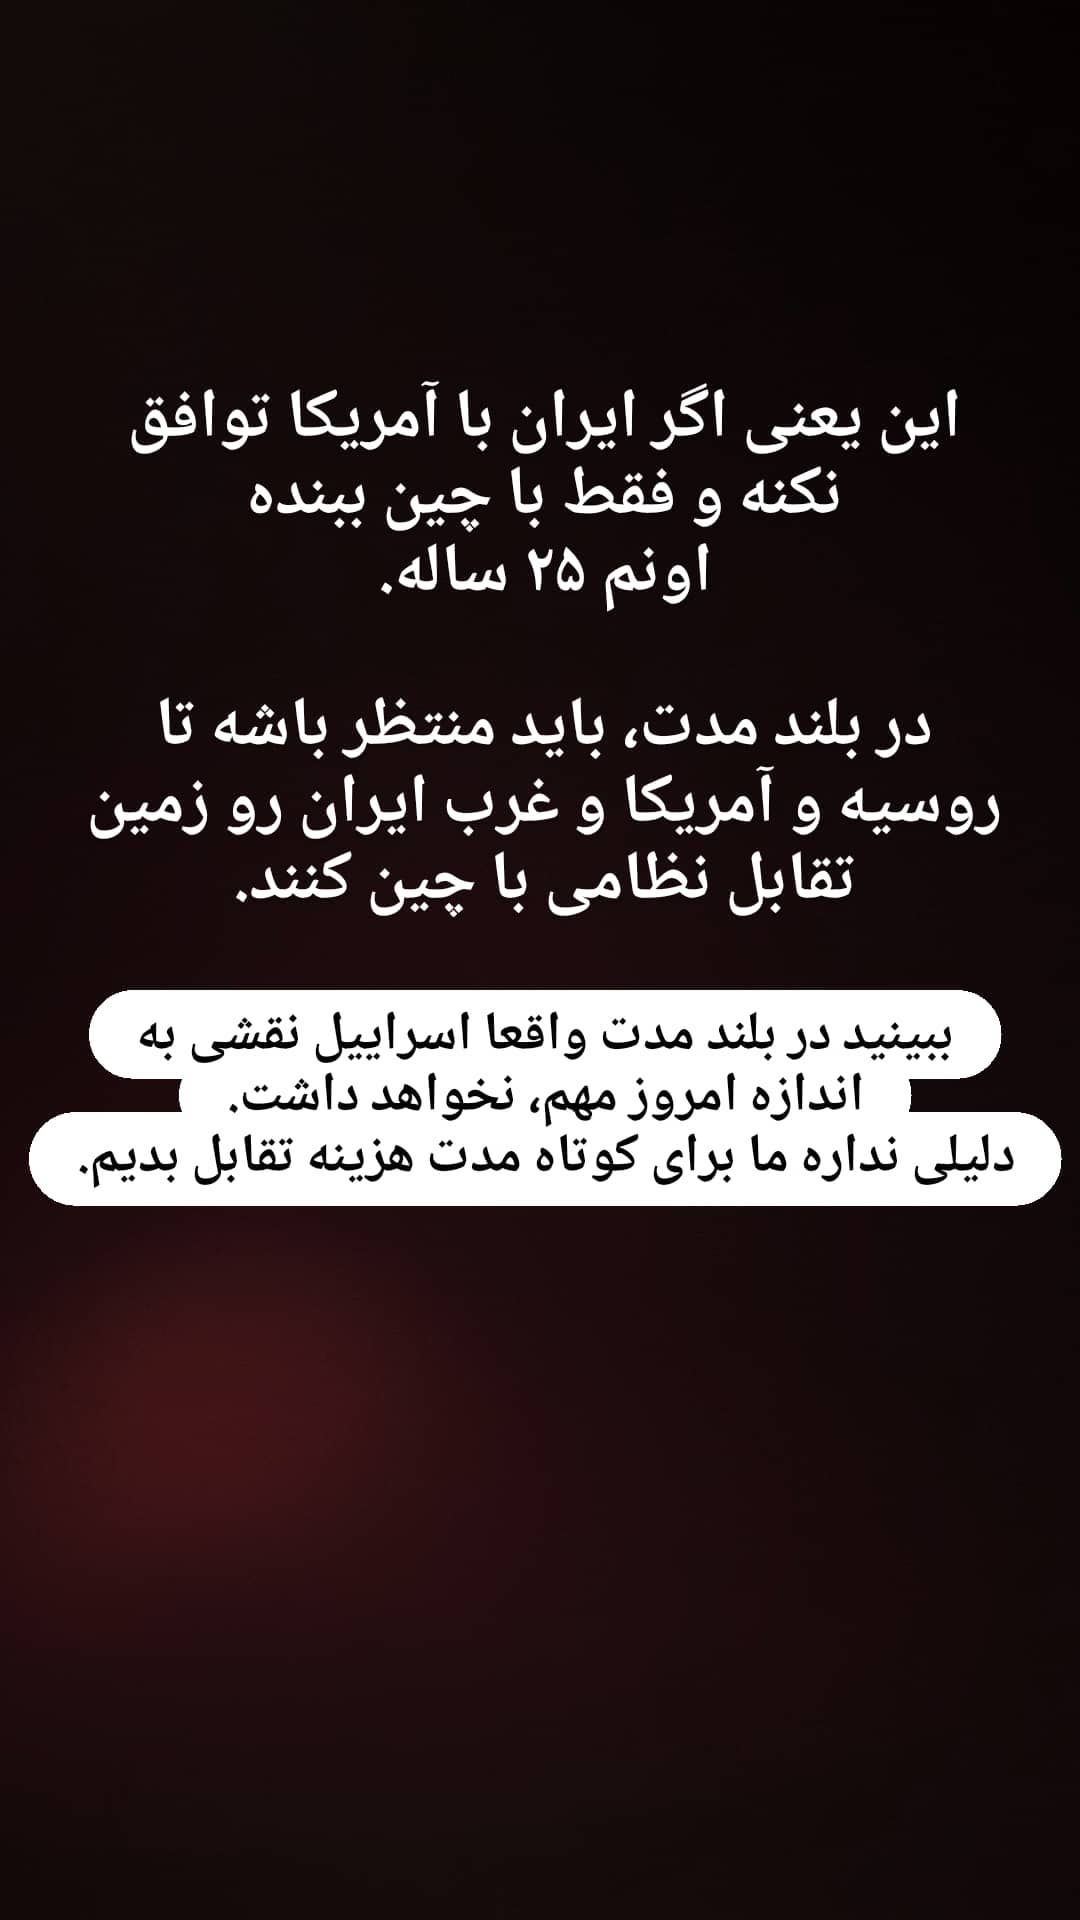 این یعنی اگر ایران با آمریکا توافق
نکنه و فقط با چین ببنده
اونم ۲۵ ساله.
در بلند مدت، باید منتظر باشه تا
روسیه و آمریکا و غرب ایران رو زمین
تقابل نظامی با چین کنند.
ببینید در بلند مدت واقعا اسراییل نقشی به
اندازه امروز مهم، نخواهد داشت.
دلیلی نداره ما برای کوتاه مدت هزینه تقابل بدیم.